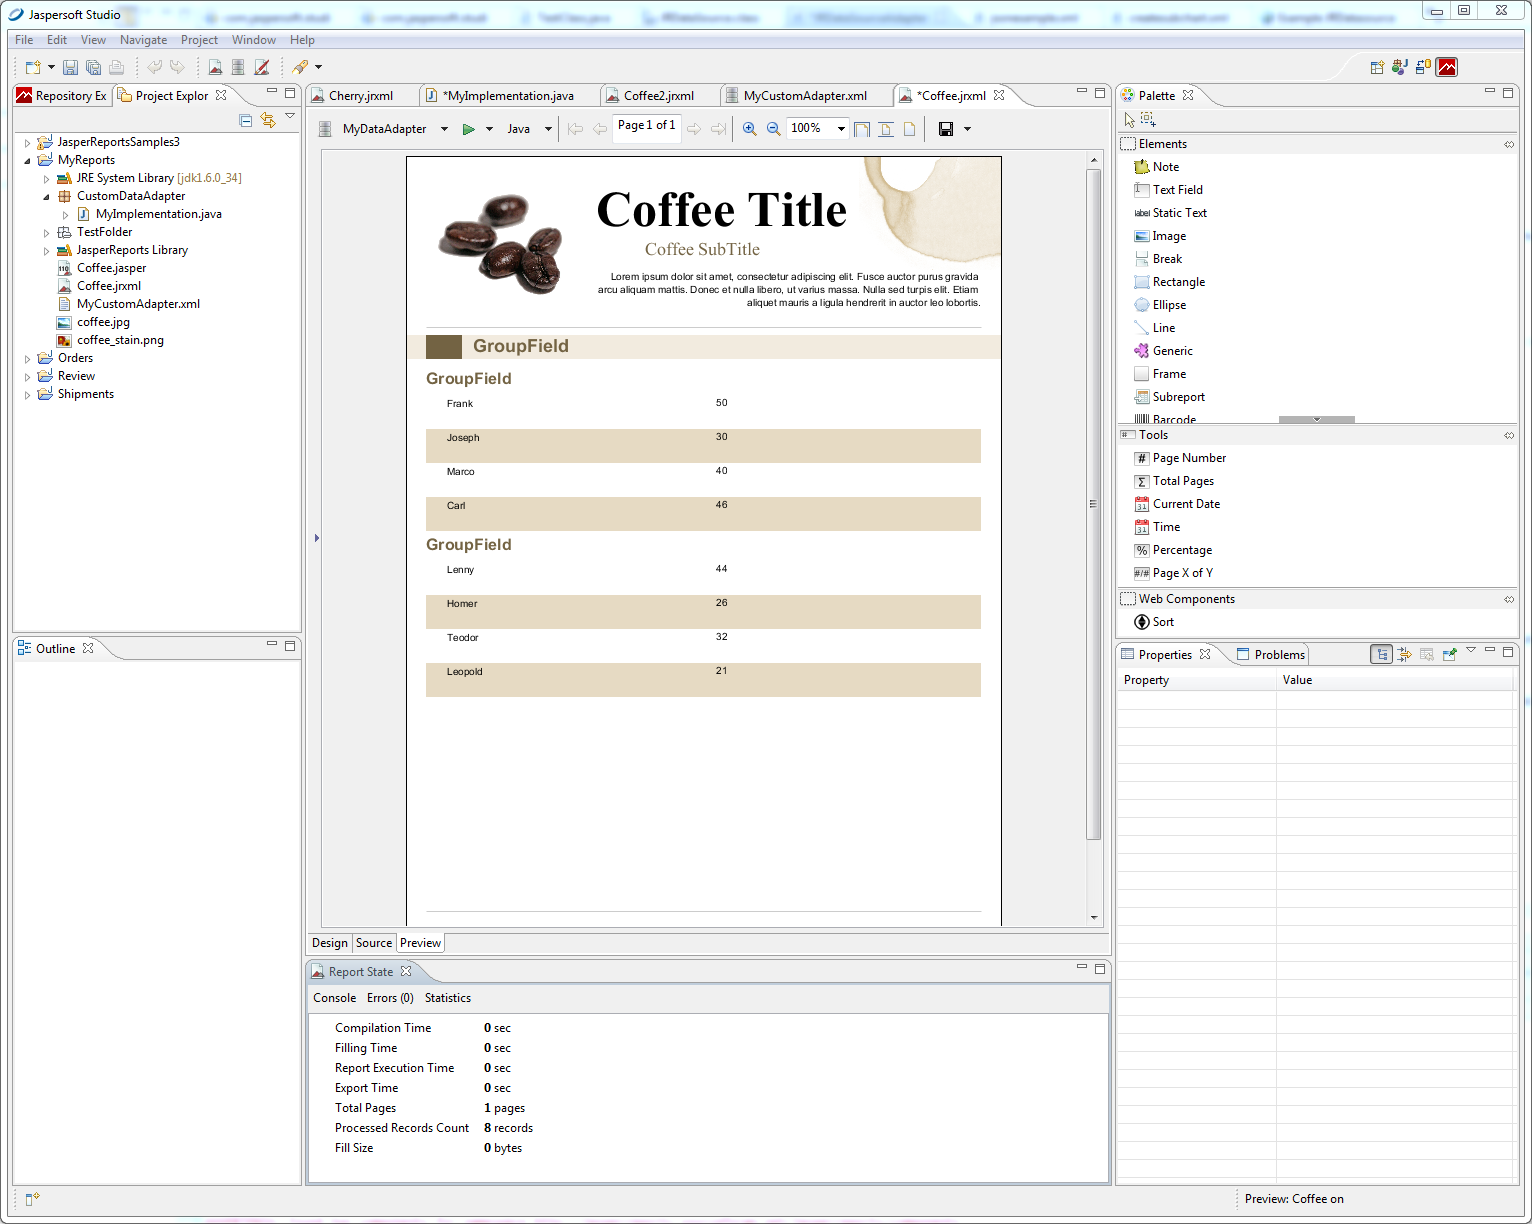 Jaspersoft Studio
File Edit View Navigate Project Window Help
Repository Ex Project Explor
JasperReportsSamples3
MyReports
JRE System Library [jdk1.6.0_34]
CustomDataAdapter
MyImplementation.java
TestFolder
JasperReports Library
Coffee.jasper
Coffee.jrxml
MyCustomAdapter.xml
coffee.jpg
coffee_stain.png
Orders
Review
Shipments
Outline
Cherry.jrxml *MyImplementation.java Coffee2.jrxml MyCustomAdapter.xml *Coffee.jrxml
MyDataAdapter Java Page 1 of 1 100%
Coffee Title
Coffee SubTitle
Lorem ipsum dolor sit amet, consectetur adipiscing elit. Fusce auctor purus gravida
arcu aliquam mattis. Donec et nulla libero, ut varius massa. Nulla sed turpis elit. Etiam
aliquet mauris a ligula hendrerit in auctor leo lobortis.
GroupField
GroupField
Frank 50
Joseph 30
Marco 40
Carl 46
GroupField
Lenny 44
Homer 26
Teodor 32
Leopold 21
Design Source Preview
Report State
Console Errors (0) Statistics
Compilation Time 0 sec
Filling Time 0 sec
Report Execution Time 0 sec
Export Time 0 sec
Total Pages 1 pages
Processed Records Count 8 records
Fill Size 0 bytes
Palette
Elements
Note
Text Field
label Static Text
Image
Break
Rectangle
Ellipse
Line
Generic
Frame
Subreport
Barcode
# Tools
# Page Number
Σ Total Pages
31 Current Date
31 Time
% Percentage
#/# Page X of Y
Web Components
Sort
Properties Problems
Property Value
Preview: Coffee on